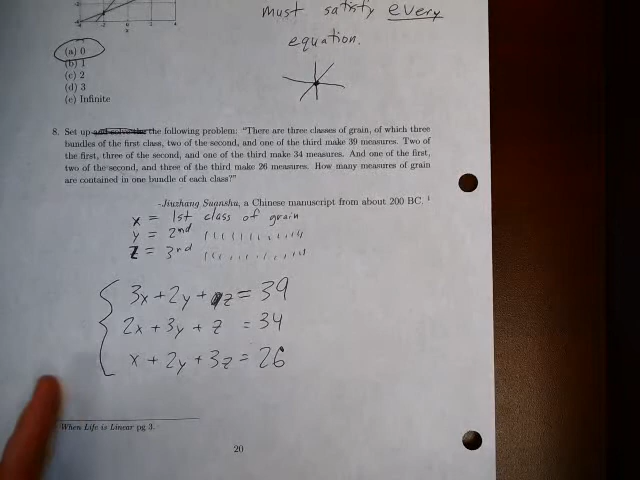 must satisfy every
equation.
(a) 0
(b) 1
(c) 2
(d) 3
(e) Infinite
8. Set up and solve the the following problem: "There are three classes of grain, of which three
bundles of the first class, two of the second, and one of the third make 39 measures. Two of
the first, three of the second, and one of the third make 34 measures. And one of the first,
two of the second, and three of the third make 26 measures. How many measures of grain
are contained in one bundle of each class?"
-Jiuzhang Suanshu, a Chinese manuscript from about 200 BC. 1
x = 1st class of grain
y = 2nd
z = 3rd
3x + 2y + z = 39
2x + 3y + z = 34
x + 2y + 3z = 26
When Life is Linear pg 3.
20